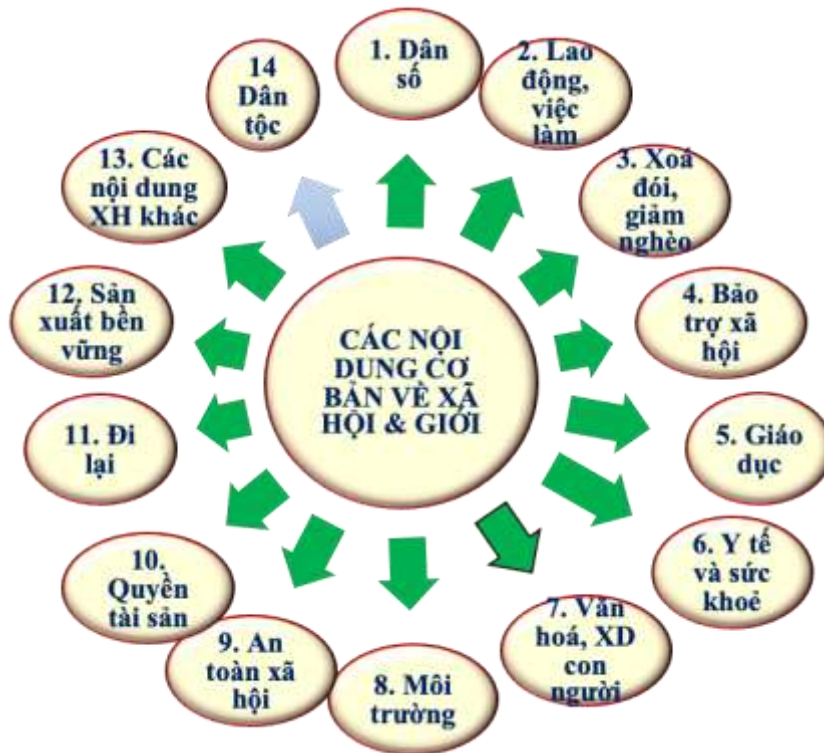 CÁC NỘI
DUNG CƠ
BẢN VỀ XÃ
HỘI & GIỚI
1. Dân
số
2. Lao
động,
việc
làm
3. Xoá
đói,
giảm
nghèo
4. Bảo
trợ xã
hội
5. Giáo
dục
6. Y tế
và sức
khoẻ
7. Văn
hoá, XD
con
người
8. Môi
trường
9. An
toàn xã
hội
10.
Quyền
tài sản
11. Đi
lại
12. Sản
xuất bền
vững
13. Các
nội dung
XH khác
14
Dân
tộc